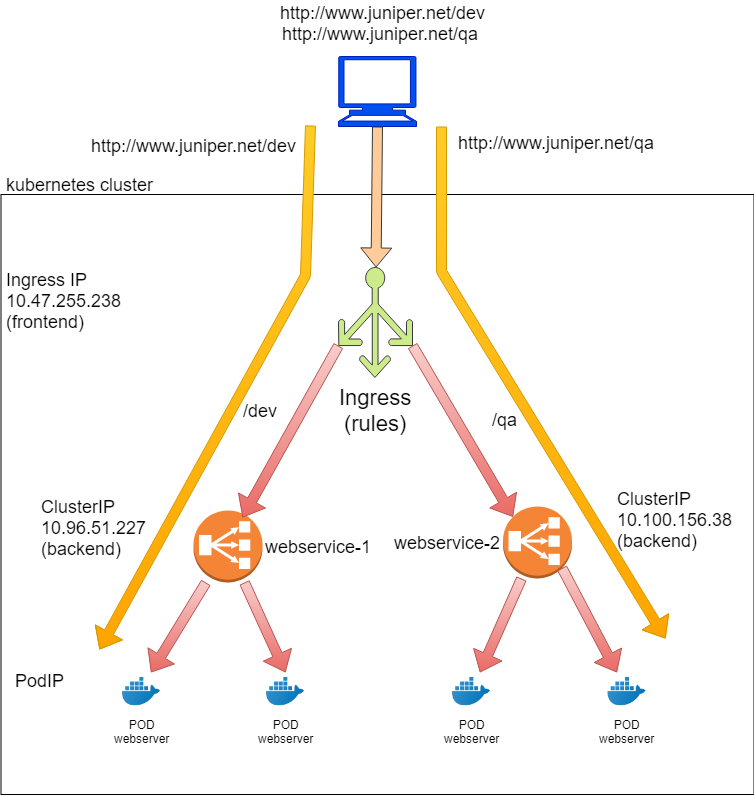 http://www.juniper.net/dev
http://www.juniper.net/qa
http://www.juniper.net/dev
http://www.juniper.net/qa
kubernetes cluster
Ingress IP
10.47.255.238
(frontend)
Ingress
(rules)
/dev
/qa
ClusterIP
10.96.51.227
(backend)
webservice-1
webservice-2
ClusterIP
10.100.156.38
(backend)
PodIP
POD
webserver
POD
webserver
POD
webserver
POD
webserver